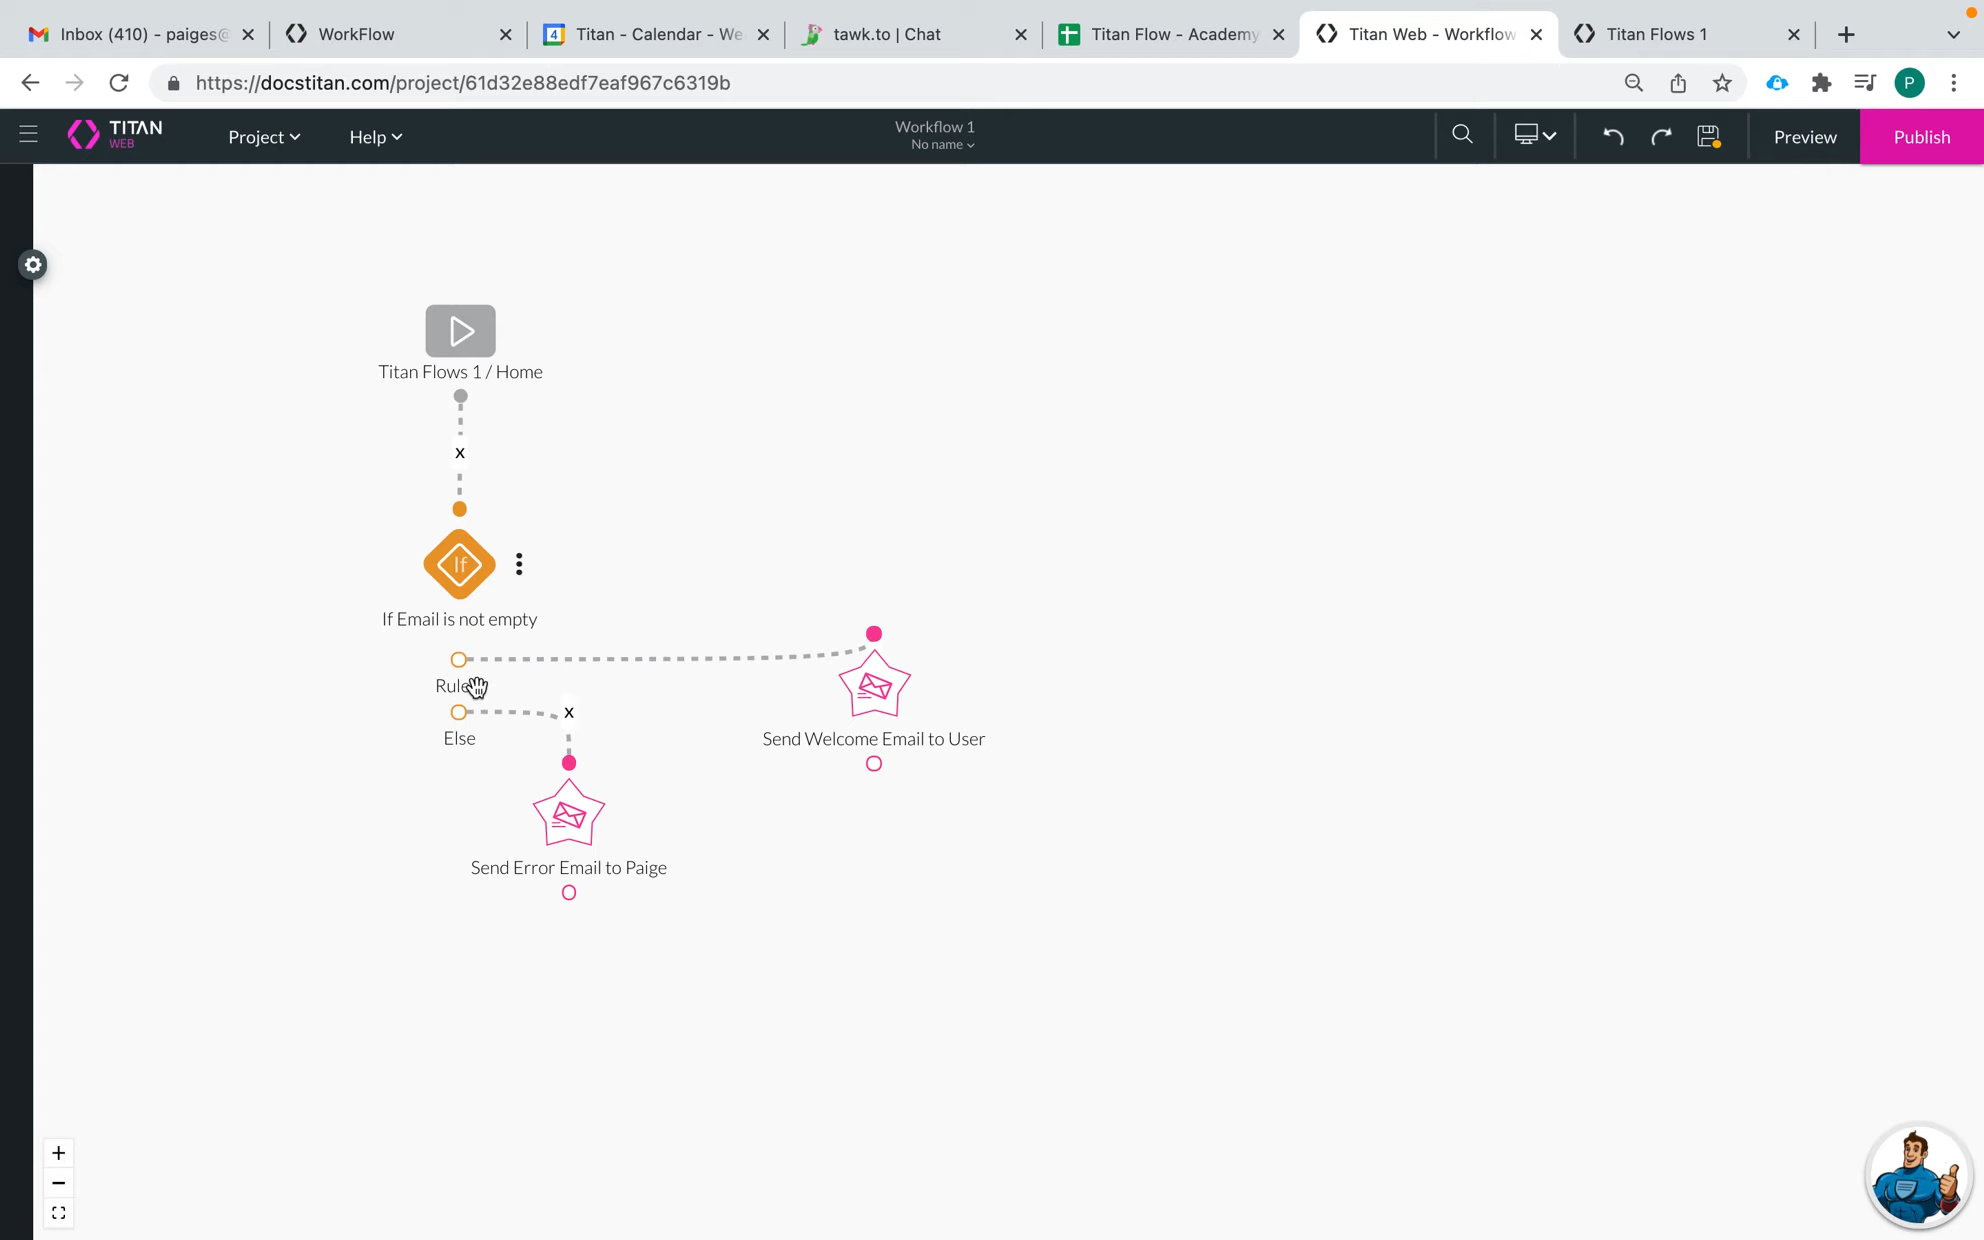 Inbox (410) - paiges@
WorkFlow
4
Titan - Calendar - We
tawk.to | Chat
Titan Flow - Academy
Titan Web - Workflow
Titan Flows 1
https://docstitan.com/project/61d32e88edf7eaf967c6319b
P
TITAN
WEB
Project
Help
Workflow 1
No name
Preview
Publish
Titan Flows 1 / Home
x
If
If Email is not empty
Rule
x
Else
Send Welcome Email to User
Send Error Email to Paige
+
−